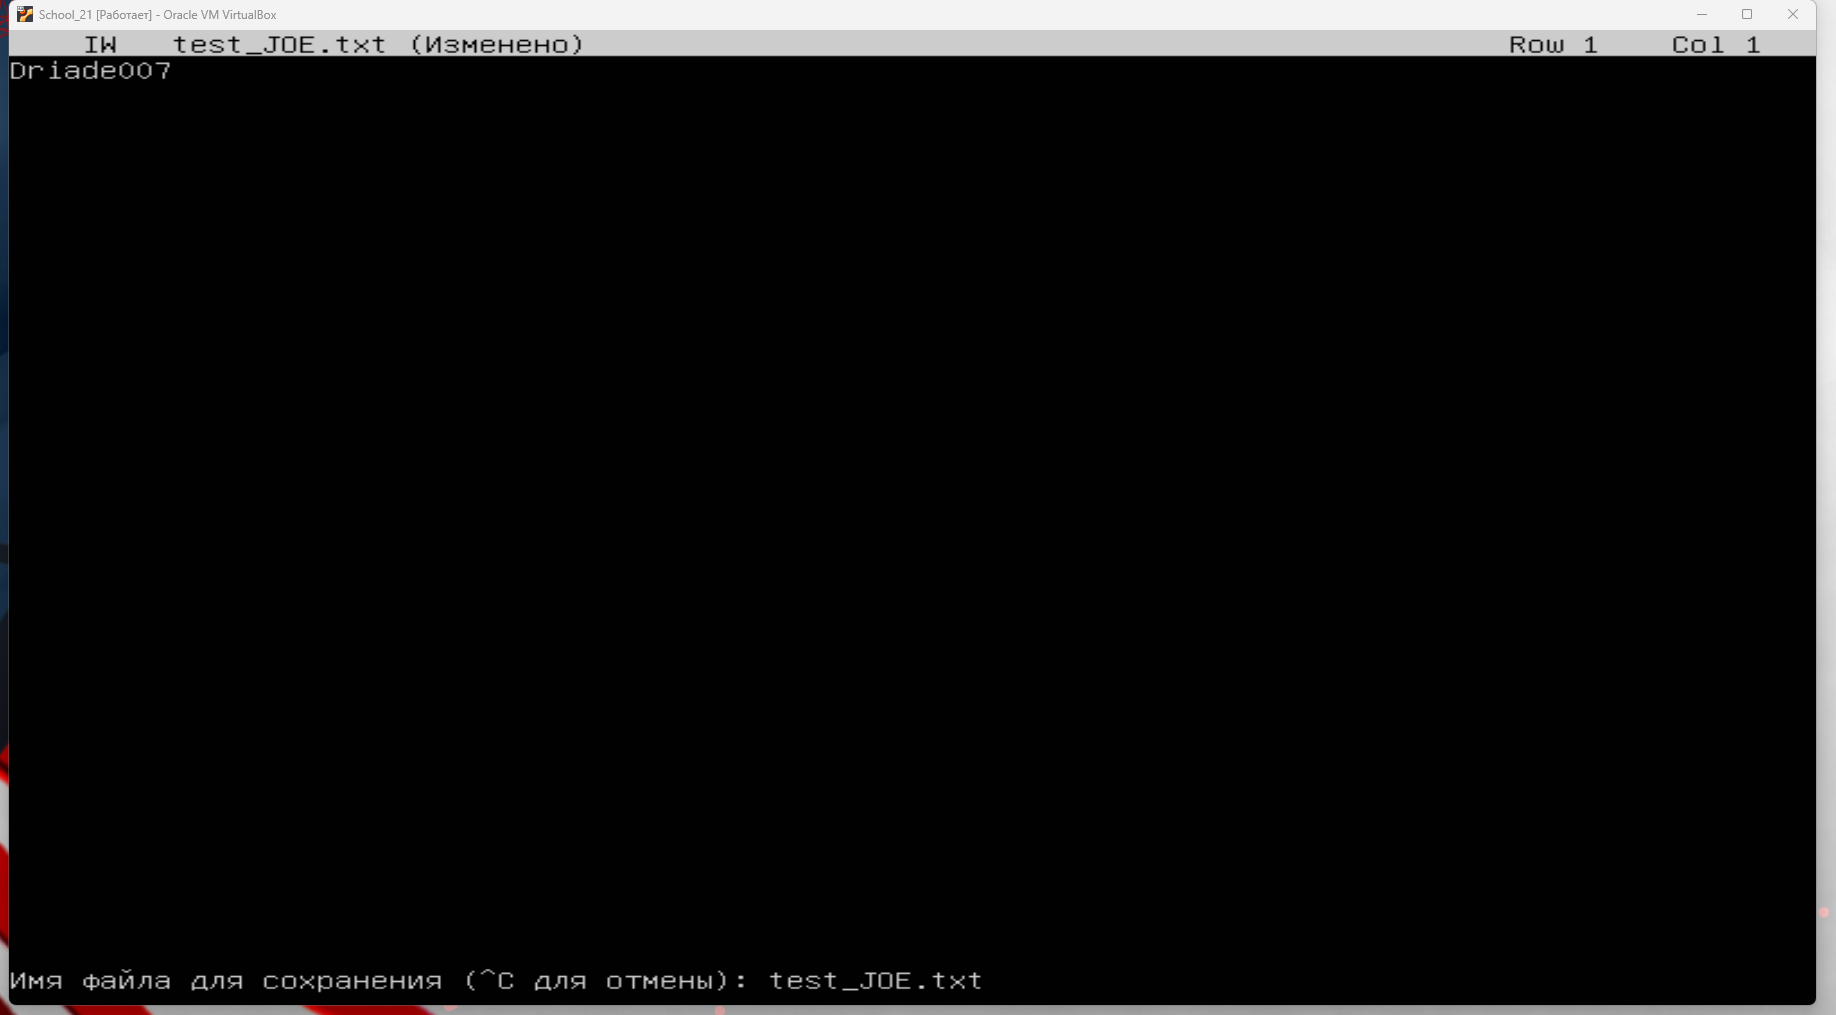 School_21 [Работает] - Oracle VM VirtualBox
IW test_JOE.txt (Изменено) Row 1 Col 1
Driade007
Имя файла для сохранения (^C для отмены): test_JOE.txt